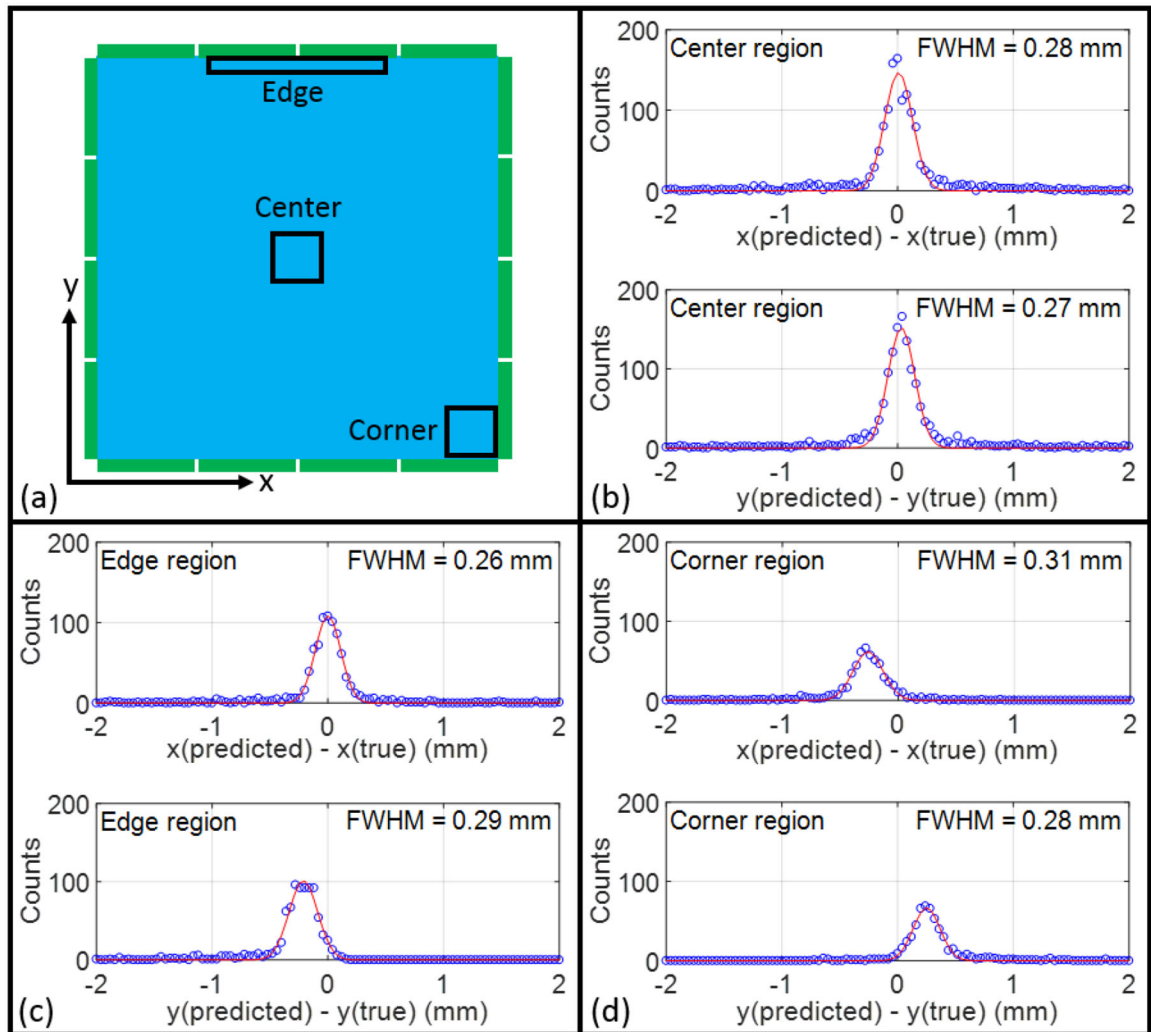 Edge
Center
y
Corner
x
(a)
200
Center region
FWHM = 0.28 mm
100
Counts
0
-2
-1
0
1
2
x(predicted) - x(true) (mm)
200
Center region
FWHM = 0.27 mm
100
Counts
0
-2
-1
0
1
2
y(predicted) - y(true) (mm)
(b)
200
Edge region
FWHM = 0.26 mm
100
Counts
0
-2
-1
0
1
2
x(predicted) - x(true) (mm)
200
Edge region
FWHM = 0.29 mm
100
Counts
0
-2
-1
0
1
2
y(predicted) - y(true) (mm)
(c)
200
Corner region
FWHM = 0.31 mm
100
Counts
0
-2
-1
0
1
2
x(predicted) - x(true) (mm)
200
Corner region
FWHM = 0.28 mm
100
Counts
0
-2
-1
0
1
2
y(predicted) - y(true) (mm)
(d)